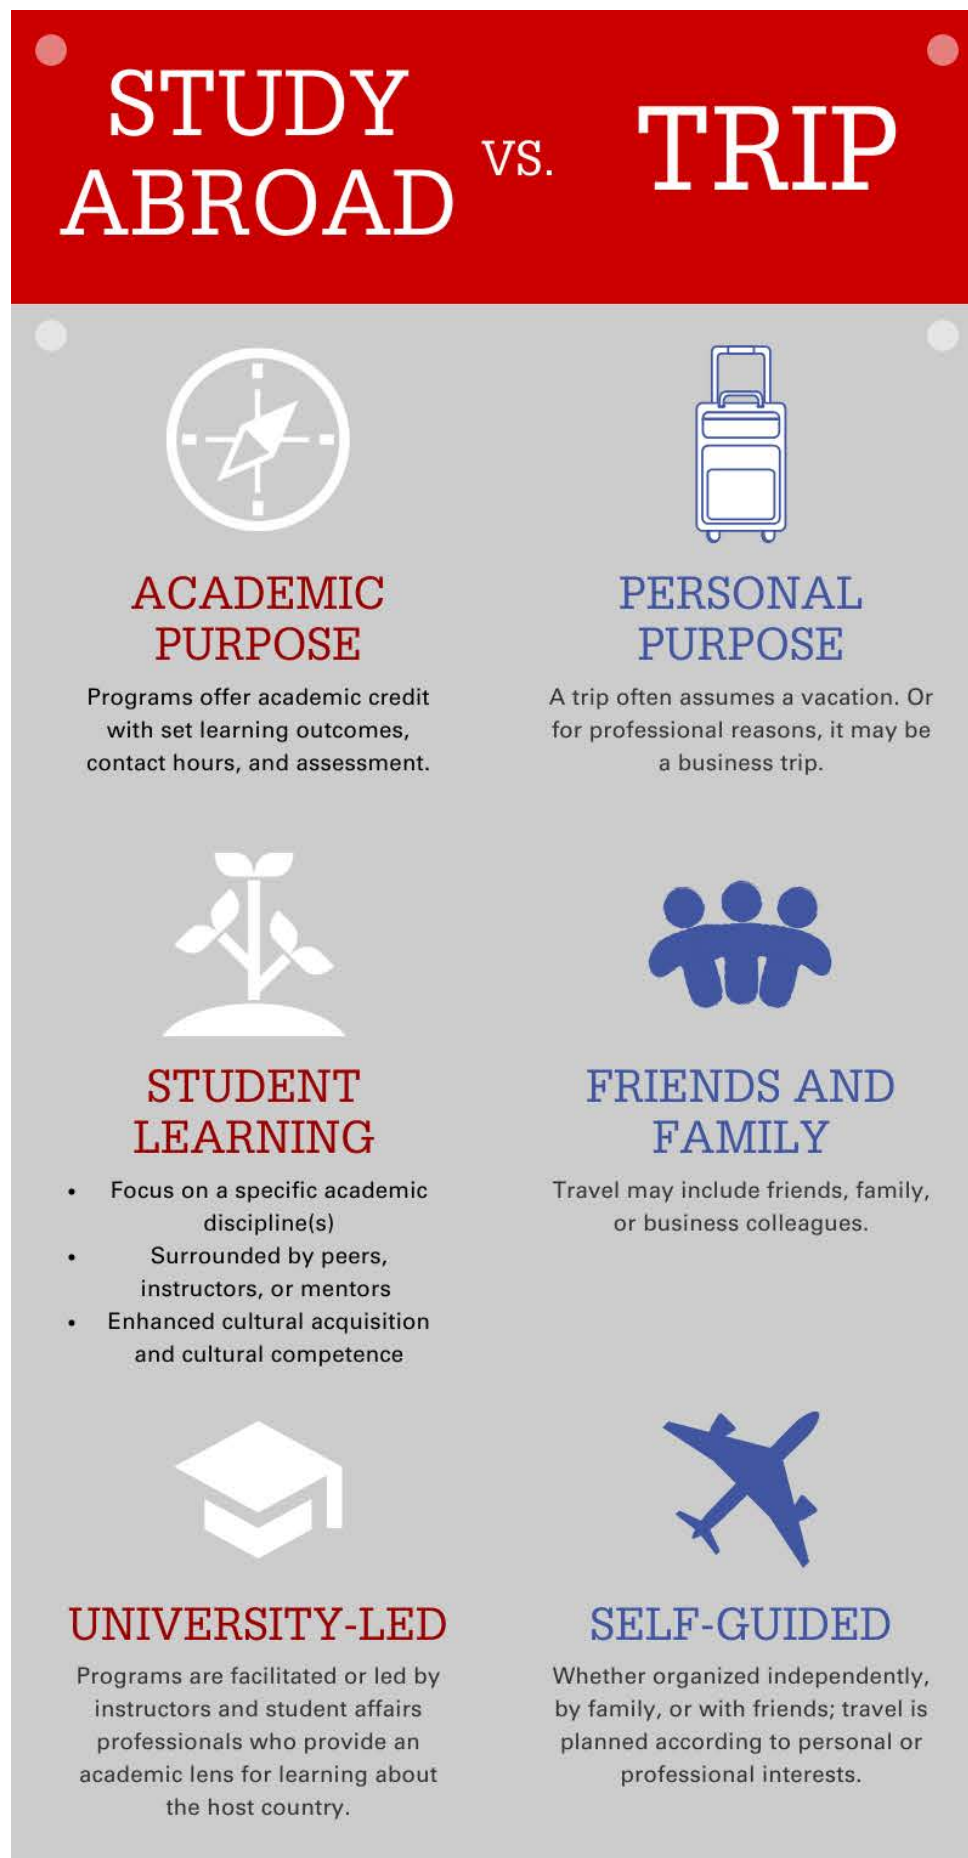 STUDY
ABROAD
VS.
TRIP
ACADEMIC
PURPOSE
Programs offer academic credit
with set learning outcomes,
contact hours, and assessment.
PERSONAL
PURPOSE
A trip often assumes a vacation. Or
for professional reasons, it may be
a business trip.
STUDENT
LEARNING
• Focus on a specific academic
discipline(s)
• Surrounded by peers,
instructors, or mentors
• Enhanced cultural acquisition
and cultural competence
FRIENDS AND
FAMILY
Travel may include friends, family,
or business colleagues.
UNIVERSITY-LED
Programs are facilitated or led by
instructors and student affairs
professionals who provide an
academic lens for learning about
the host country.
SELF-GUIDED
Whether organized independently,
by family, or with friends; travel is
planned according to personal or
professional interests.